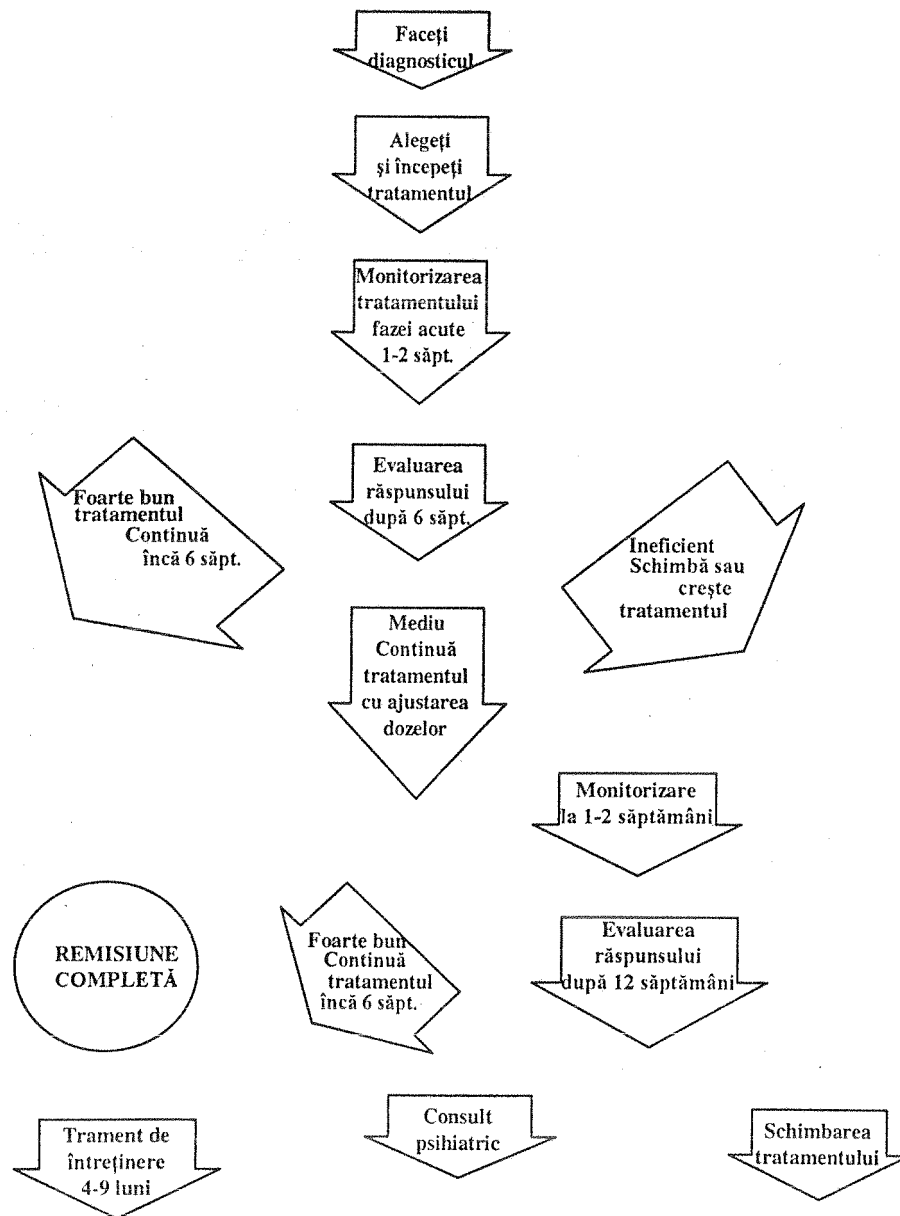 Faceți
diagnosticul
Alegeți
și începeți
tratamentul
Monitorizarea
tratamentului
fazei acute
1-2 săpt.
Evaluarea
răspunsului
după 6 săpt.
Foarte bun
tratamentul
Continuă
încă 6 săpt.
Ineficient
Schimbă sau
crește
tratamentul
Mediu
Continuă
tratamentul
cu ajustarea
dozelor
Monitorizare
la 1-2 săptămâni
REMISIUNE
COMPLETĂ
Foarte bun
Continuă
tratamentul
încă 6 săpt.
Evaluarea
răspunsului
după 12 săptămâni
Trament de
întreținere
4-9 luni
Consult
psihiatric
Schimbarea
tratamentului